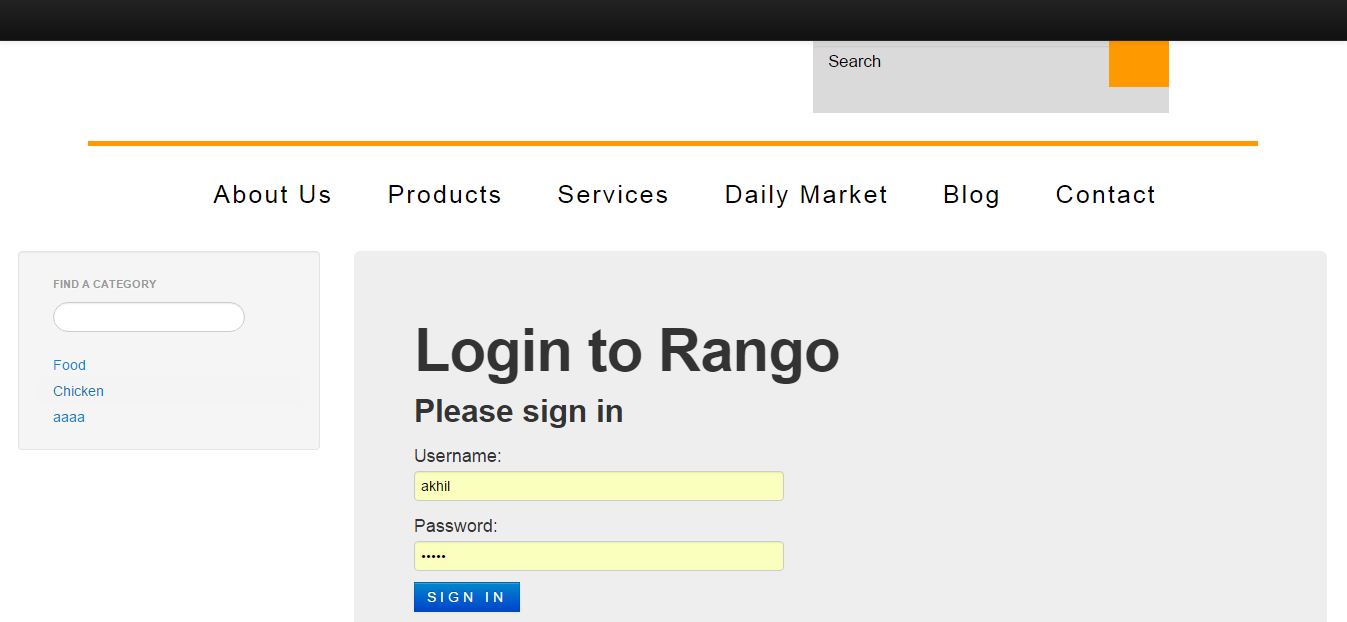 Search
About Us Products Services Daily Market Blog Contact
FIND A CATEGORY
Food
Chicken
aaaa
Login to Rango
Please sign in
Username:
akhil
Password:
•••••
SIGN IN